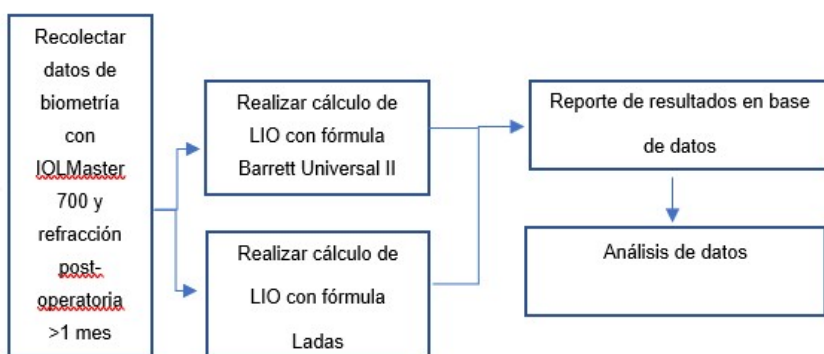 Recolectar
datos de
biometría
con
IOLMaster
700 y
refracción
post-
operatoria
>1 mes
Realizar cálculo de
LIO con fórmula
Barrett Universal II
Realizar cálculo de
LIO con fórmula
Ladas
Reporte de resultados en base
de datos
Análisis de datos